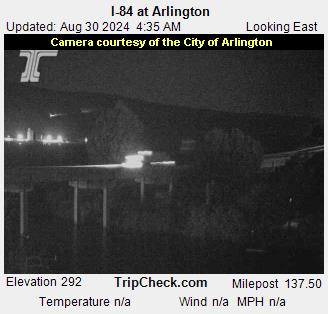 I-84 at Arlington
Updated: Aug 30 2024 4:35 AM Looking East
Camera courtesy of the City of Arlington
Elevation 292 TripCheck.com Milepost 137.50
Temperature n/a Wind n/a MPH n/a